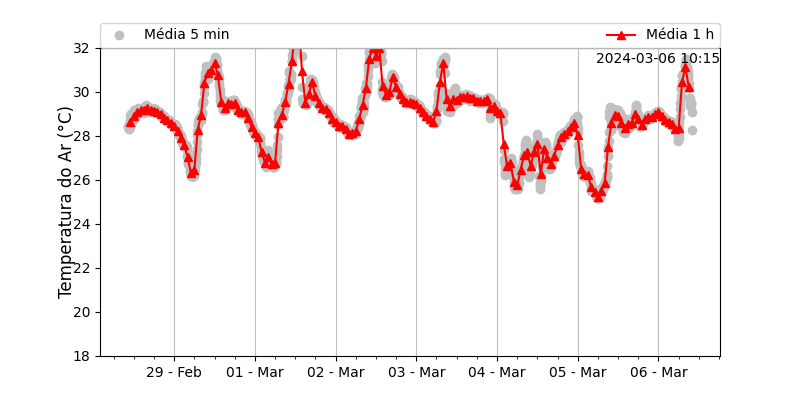 Média 5 min
Média 1 h
2024-03-06 10:15
Temperatura do Ar (°C)
32
30
28
26
24
22
20
18
29 - Feb
01 - Mar
02 - Mar
03 - Mar
04 - Mar
05 - Mar
06 - Mar